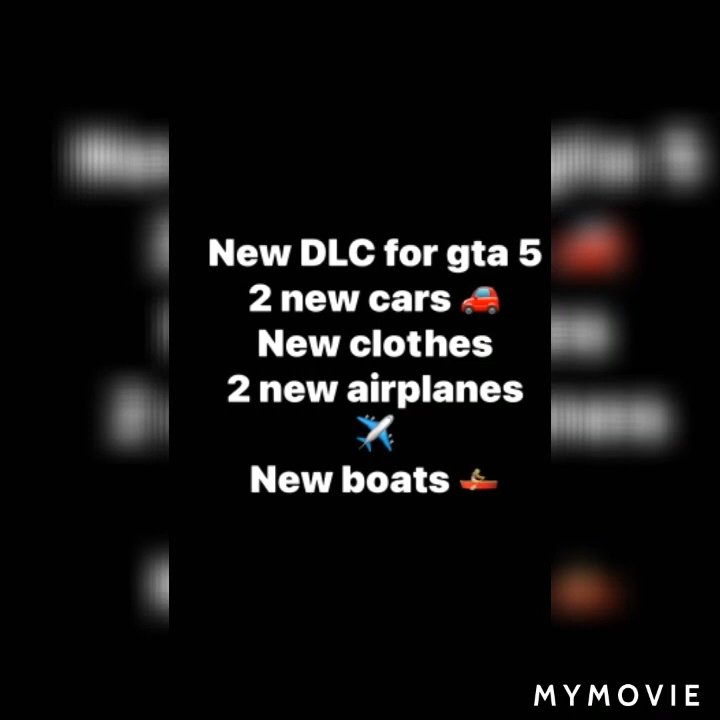 New DLC for gta 5
2 new cars 🚗
New clothes
2 new airplanes
✈️
New boats 🚣
MYMOVIE